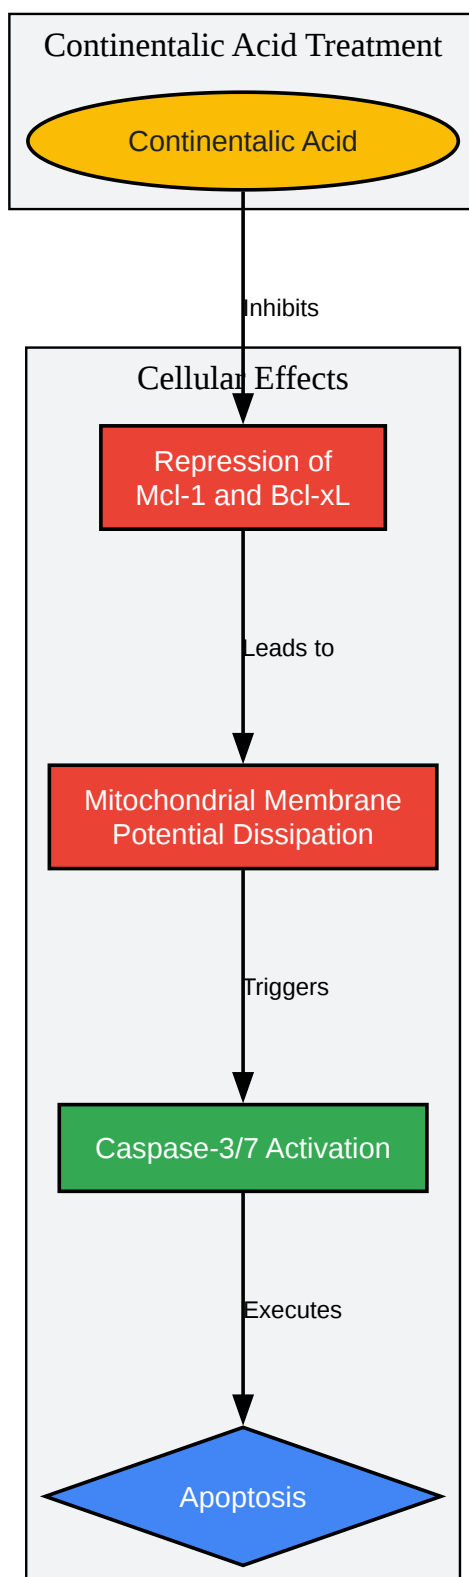 Continentalic Acid Treatment
Continentalic Acid
Inhibits
Cellular Effects
Repression of
Mcl-1 and Bcl-xL
Leads to
Mitochondrial Membrane
Potential Dissipation
Triggers
Caspase-3/7 Activation
Executes
Apoptosis